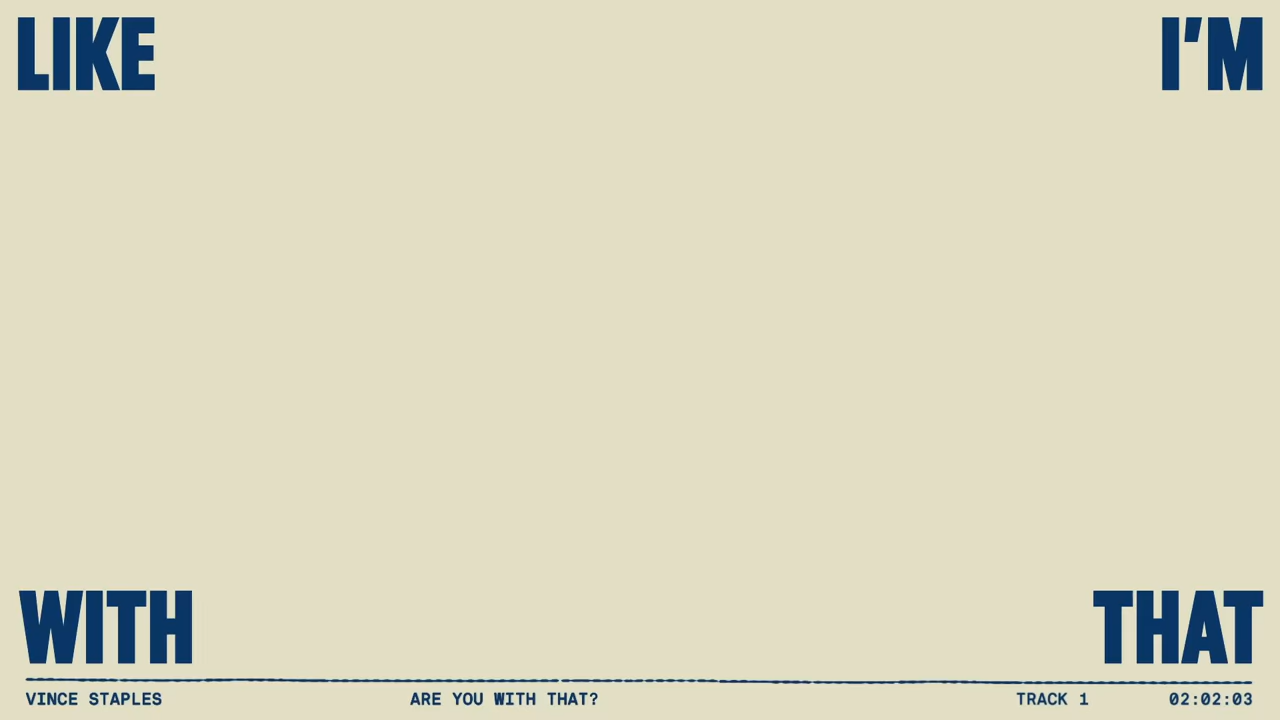 LIKE I'M
WITH THAT
VINCE STAPLES ARE YOU WITH THAT? TRACK 1 02:02:03